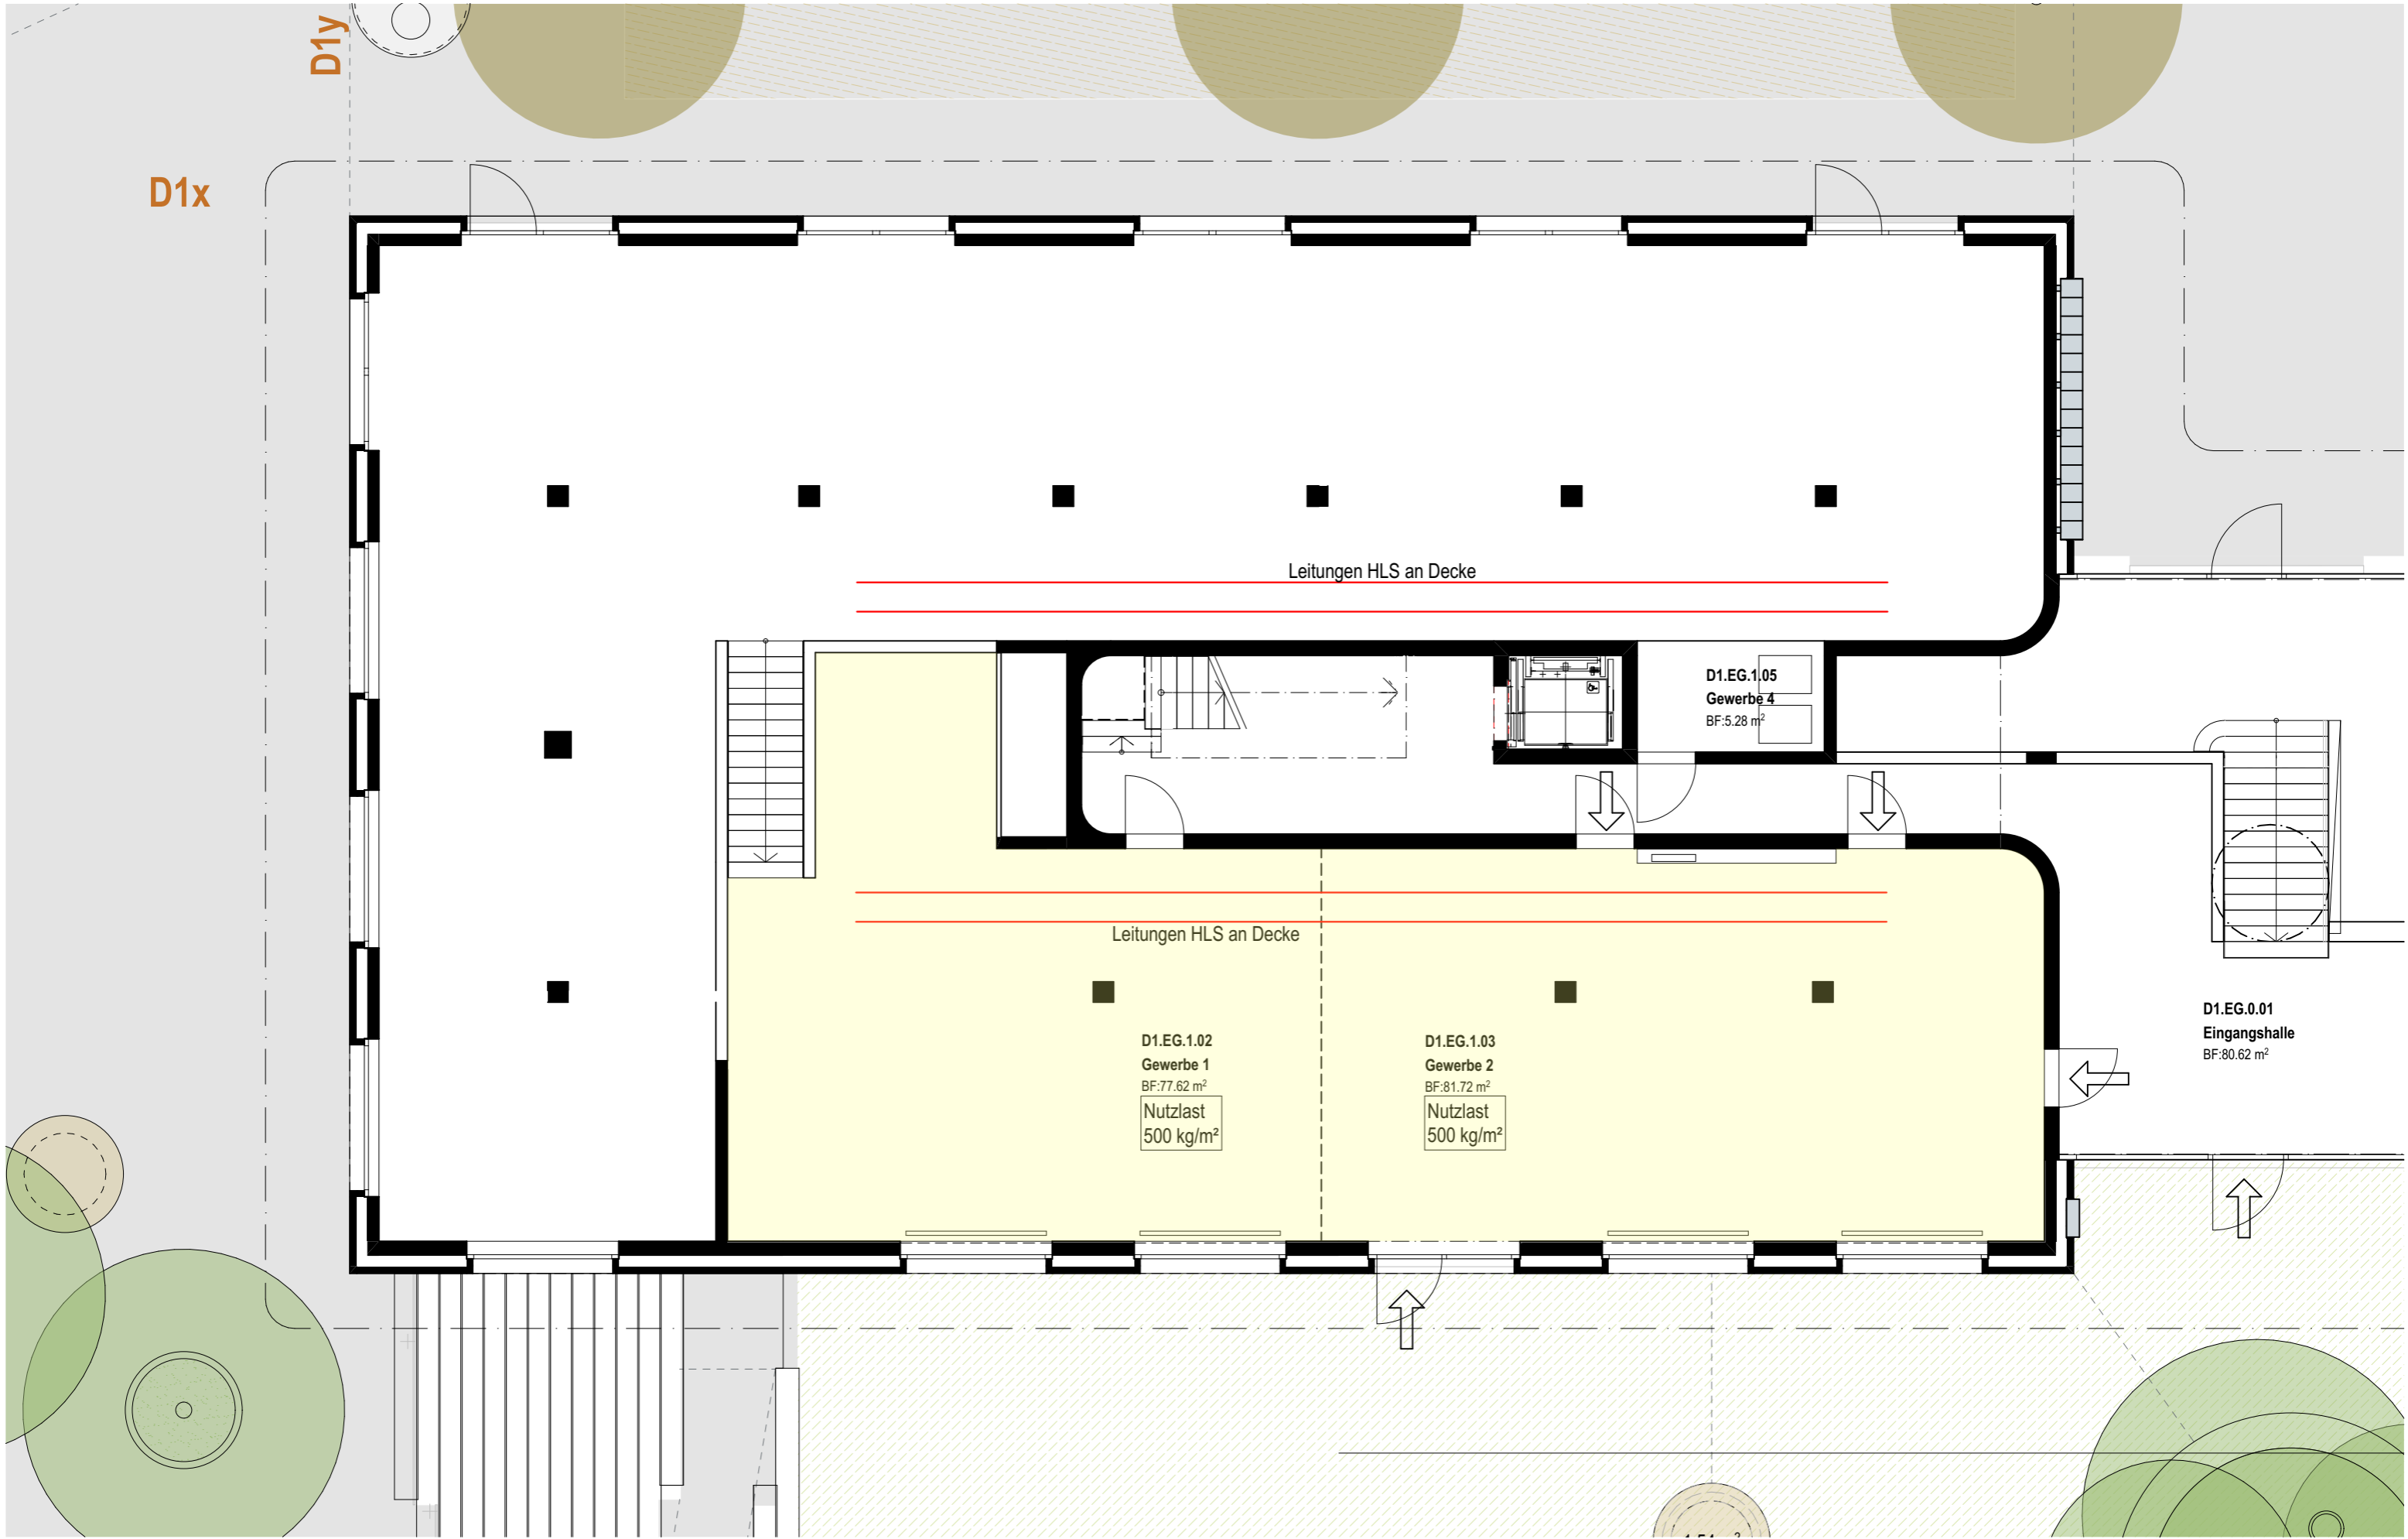 D1y
D1x
Leitungen HLS an Decke
D1.EG.1.05
Gewerbe 4
BF:5.28 m²
Leitungen HLS an Decke
D1.EG.1.02
Gewerbe 1
BF:77.62 m²
Nutzlast
500 kg/m²
D1.EG.1.03
Gewerbe 2
BF:81.72 m²
Nutzlast
500 kg/m²
D1.EG.0.01
Eingangshalle
BF:80.62 m²